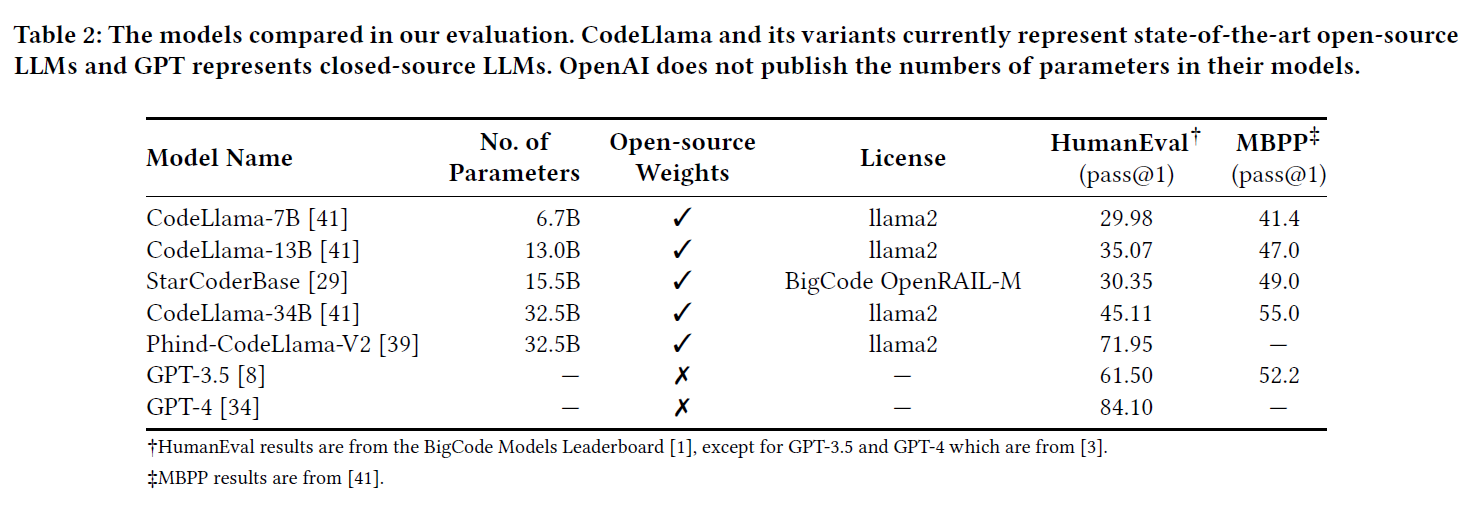 Table 2: The models compared in our evaluation. CodeLlama and its variants currently represent state-of-the-art open-source
LLMs and GPT represents closed-source LLMs. OpenAI does not publish the numbers of parameters in their models.
Model Name No. of Parameters Open-source Weights License HumanEval† (pass@1) MBPP‡ (pass@1)
CodeLlama-7B [41] 6.7B ✓ llama2 29.98 41.4
CodeLlama-13B [41] 13.0B ✓ llama2 35.07 47.0
StarCoderBase [29] 15.5B ✓ BigCode OpenRAIL-M 30.35 49.0
CodeLlama-34B [41] 32.5B ✓ llama2 45.11 55.0
Phind-CodeLlama-V2 [39] 32.5B ✓ llama2 71.95 —
GPT-3.5 [8] — ✗ — 61.50 52.2
GPT-4 [34] — ✗ — 84.10 —
†HumanEval results are from the BigCode Models Leaderboard [1], except for GPT-3.5 and GPT-4 which are from [3].
‡MBPP results are from [41].